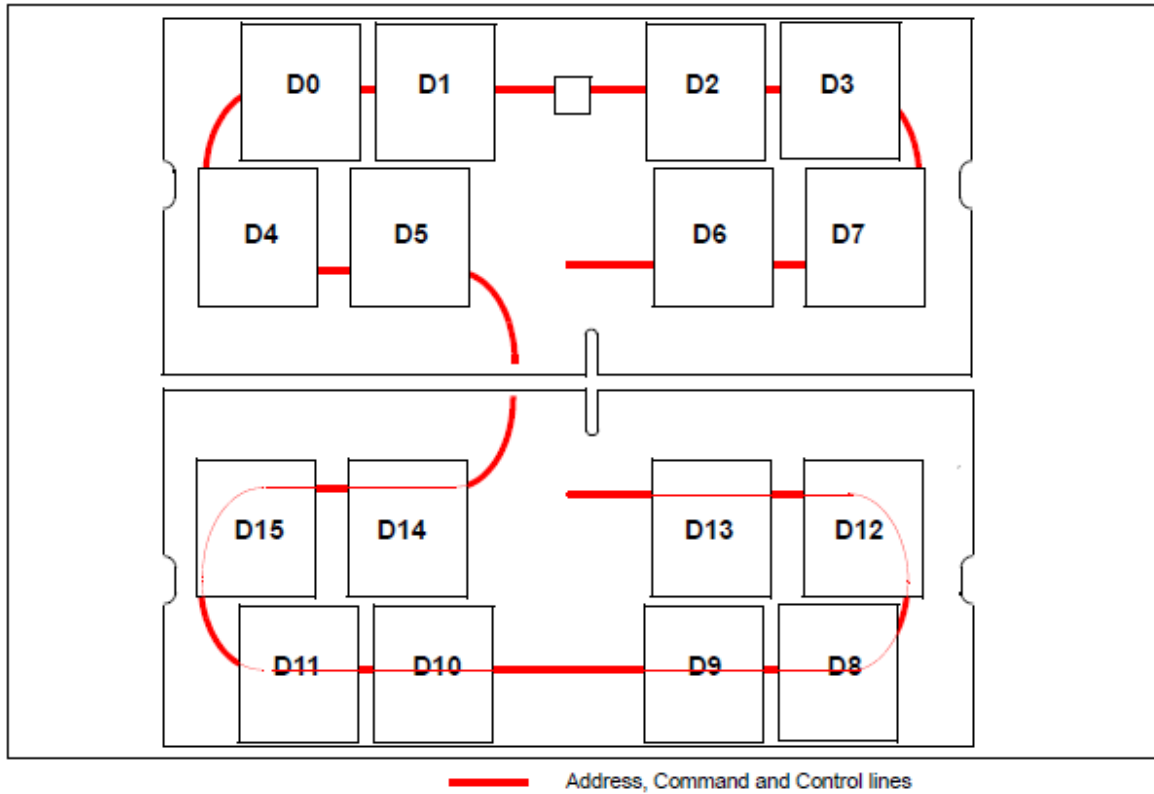 D0 D1 D2 D3
D4 D5 D6 D7
D15 D14 D13 D12
D11 D10 D9 D8
Address, Command and Control lines